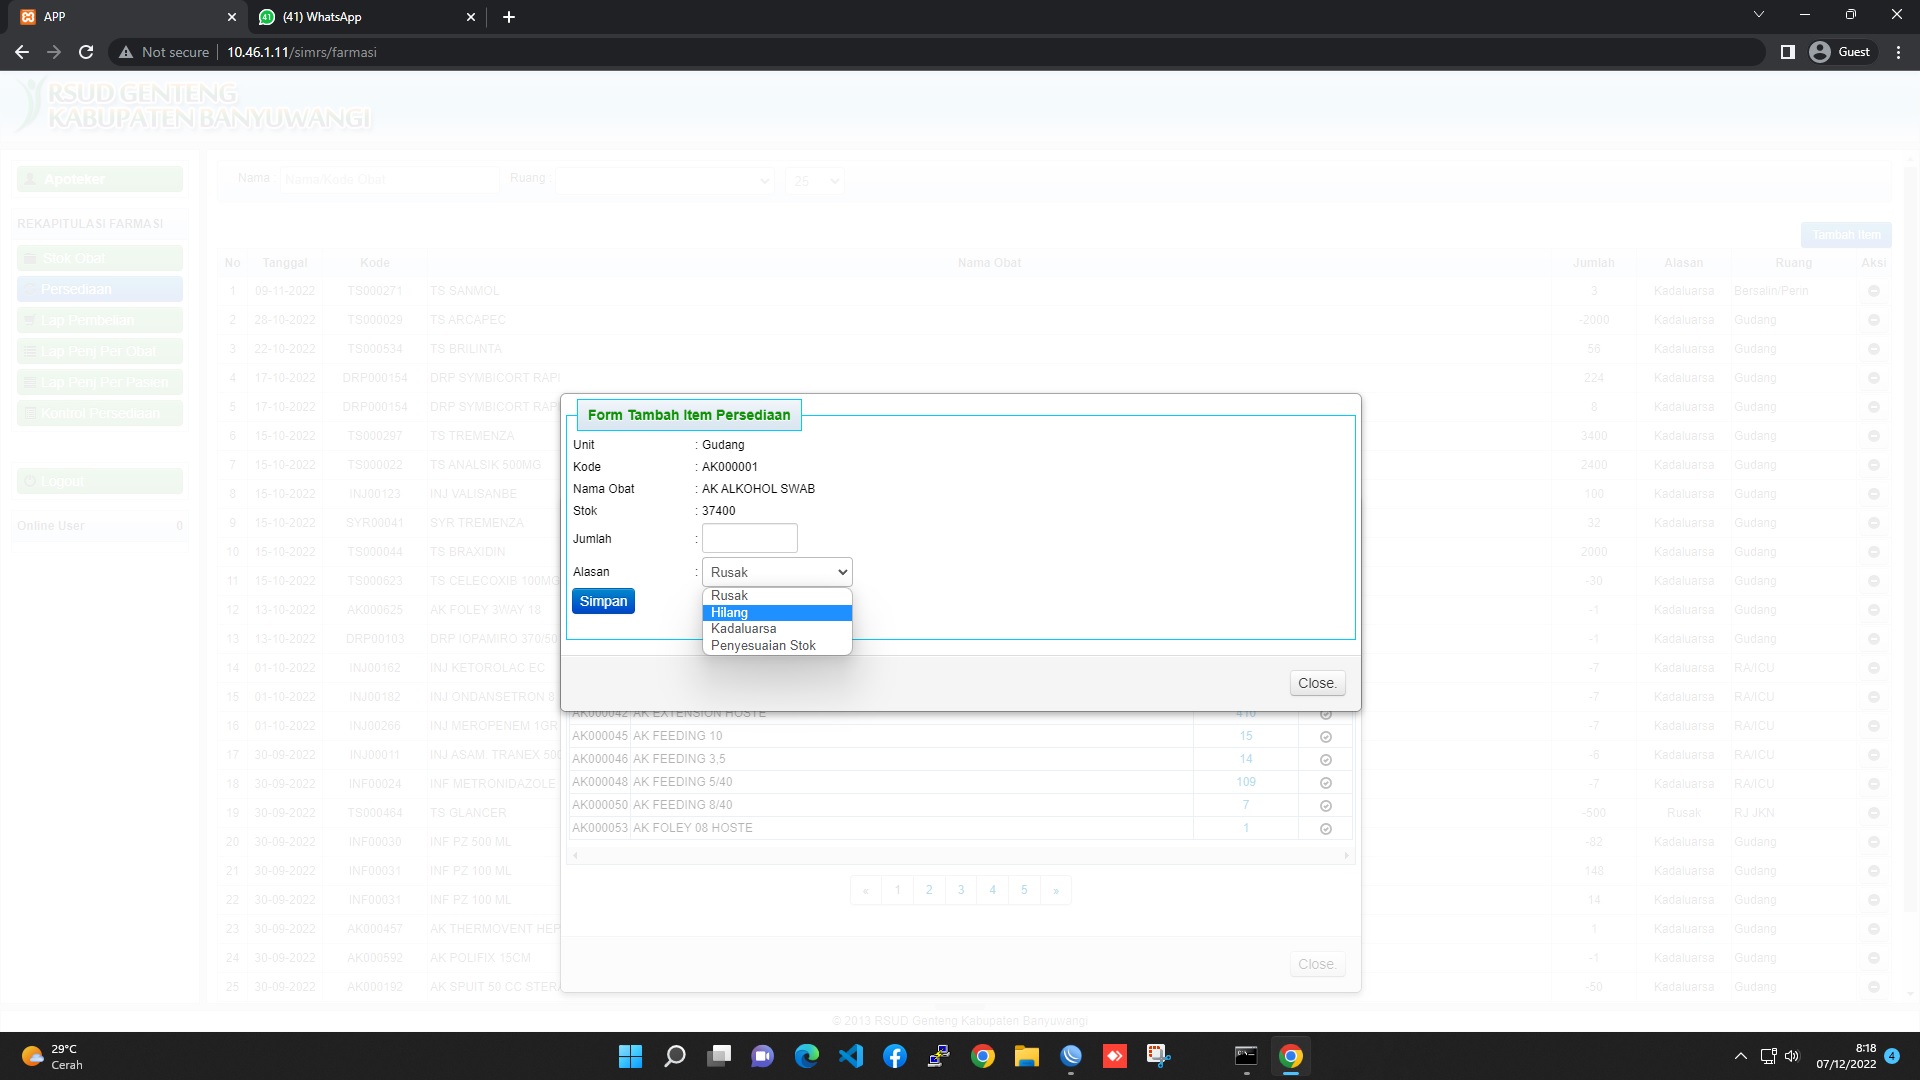 APP
(41) WhatsApp
Not secure 10.46.1.11/simrs/farmasi Guest
RSUD GENTENG
KABUPATEN BANYUWANGI
Apoteker
REKAPITULASI FARMASI
Stok Obat
Persediaan
Lap Pembelian
Lap Penj Per Obat
Lap Penj Per Pasien
Kontrol Persediaan
Logout
Online User 0
Nama : Nama/Kode Obat Ruang : 25
Tambah Item
No Tanggal Kode Nama Obat Jumlah Alasan Ruang Aksi
1 09-11-2022 TS000271 TS SANMOL 3 Kadaluarsa Bersalin/Perin
2 28-10-2022 TS000029 TS ARCAPEC -2000 Kadaluarsa Gudang
3 22-10-2022 TS000534 TS BRILINTA 56 Kadaluarsa Gudang
4 17-10-2022 DRP000154 DRP SYMBICORT RAPI 224 Kadaluarsa Gudang
5 17-10-2022 DRP000154 DRP SYMBICORT RAP 8 Kadaluarsa Gudang
6 15-10-2022 TS000297 TS TREMENZA 3400 Kadaluarsa Gudang
7 15-10-2022 TS000022 TS ANALSIK 500MG 2400 Kadaluarsa Gudang
8 15-10-2022 INJ00123 INJ VALISANBE 100 Kadaluarsa Gudang
9 15-10-2022 SYR00041 SYR TREMENZA 32 Kadaluarsa Gudang
10 15-10-2022 TS000044 TS BRAXIDIN 2000 Kadaluarsa Gudang
11 15-10-2022 TS000623 TS CELECOXIB 100MG -30 Kadaluarsa Gudang
12 13-10-2022 AK000625 AK FOLEY 3WAY 18 -1 Kadaluarsa Gudang
13 13-10-2022 DRP00103 DRP IOPAMIRO 370/50 -1 Kadaluarsa Gudang
14 01-10-2022 INJ00162 INJ KETOROLAC EC -7 Kadaluarsa RA/ICU
15 01-10-2022 INJ00182 INJ ONDANSETRON 8 -7 Kadaluarsa RA/ICU
16 01-10-2022 INJ00266 INJ MEROPENEM 1GR -7 Kadaluarsa RA/ICU
17 30-09-2022 INJ00011 INJ ASAM. TRANEX 500 -6 Kadaluarsa RA/ICU
18 30-09-2022 INF00024 INF METRONIDAZOLE -7 Kadaluarsa RA/ICU
19 30-09-2022 TS000464 TS GLANCER -500 Rusak RJ JKN
20 30-09-2022 INF00030 INF PZ 500 ML -82 Kadaluarsa Gudang
21 30-09-2022 INF00031 INF PZ 100 ML 148 Kadaluarsa Gudang
22 30-09-2022 INF00031 INF PZ 100 ML 14 Kadaluarsa Gudang
23 30-09-2022 AK000457 AK THERMOVENT HEP 1 Kadaluarsa Gudang
24 30-09-2022 AK000592 AK POLIFIX 15CM -1 Kadaluarsa Gudang
25 30-09-2022 AK000192 AK SPUIT 50 CC STER -50 Kadaluarsa Gudang
Form Tambah Item Persediaan
Unit : Gudang
Kode : AK000001
Nama Obat : AK ALKOHOL SWAB
Stok : 37400
Jumlah :
Alasan : Rusak
Simpan
Rusak
Hilang
Kadaluarsa
Penyesuaian Stok
Close.
AK000042 AK EXTENSION HOSTE 416
AK000045 AK FEEDING 10 15
AK000046 AK FEEDING 3,5 14
AK000048 AK FEEDING 5/40 109
AK000050 AK FEEDING 8/40 7
AK000053 AK FOLEY 08 HOSTE 1
« 1 2 3 4 5 »
Close.
© 2013 RSUD Genteng Kabupaten Banyuwangi
29°C
Cerah
8:18
07/12/2022
4